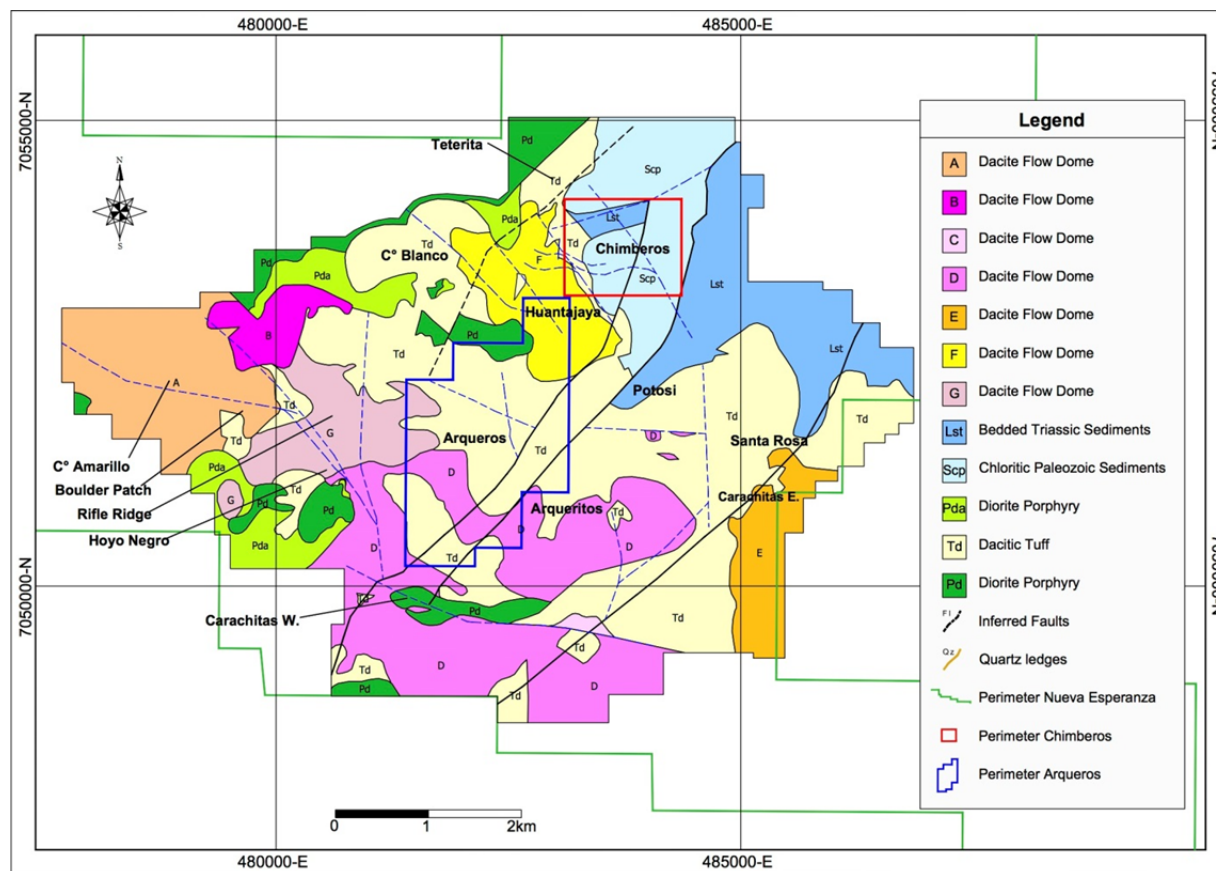 480000-E
485000-E
7055000-N
7055000-N
N
S
Teterita
Pd
Td
Scp
Pda
Lst
Td
Chimberos
Td
C° Blanco
F
Scp
Pd
Pda
Lst
Huantajaya
B
Pd
Lst
Td
A
Td
Potosi
Td
Td
G
Arqueros
Td
D
Santa Rosa
Td
C° Amarillo
Pda
D
Boulder Patch
Td
G
Pd
Pd
Carachitas E.
Rifle Ridge
Arqueritos
Td
D
Hoyo Negro
Pda
D
D
E
Td
7050000-N
7050000-N
Td
Carachitas W.
Pd
Td
Td
D
Td
Pd
Td
D
0
1
2km
480000-E
485000-E
Legend
A Dacite Flow Dome
B Dacite Flow Dome
C Dacite Flow Dome
D Dacite Flow Dome
E Dacite Flow Dome
F Dacite Flow Dome
G Dacite Flow Dome
Lst Bedded Triassic Sediments
Scp Chloritic Paleozoic Sediments
Pda Diorite Porphyry
Td Dacitic Tuff
Pd Diorite Porphyry
Inferred Faults
Qz Quartz ledges
Perimeter Nueva Esperanza
Perimeter Chimberos
Perimeter Arqueros